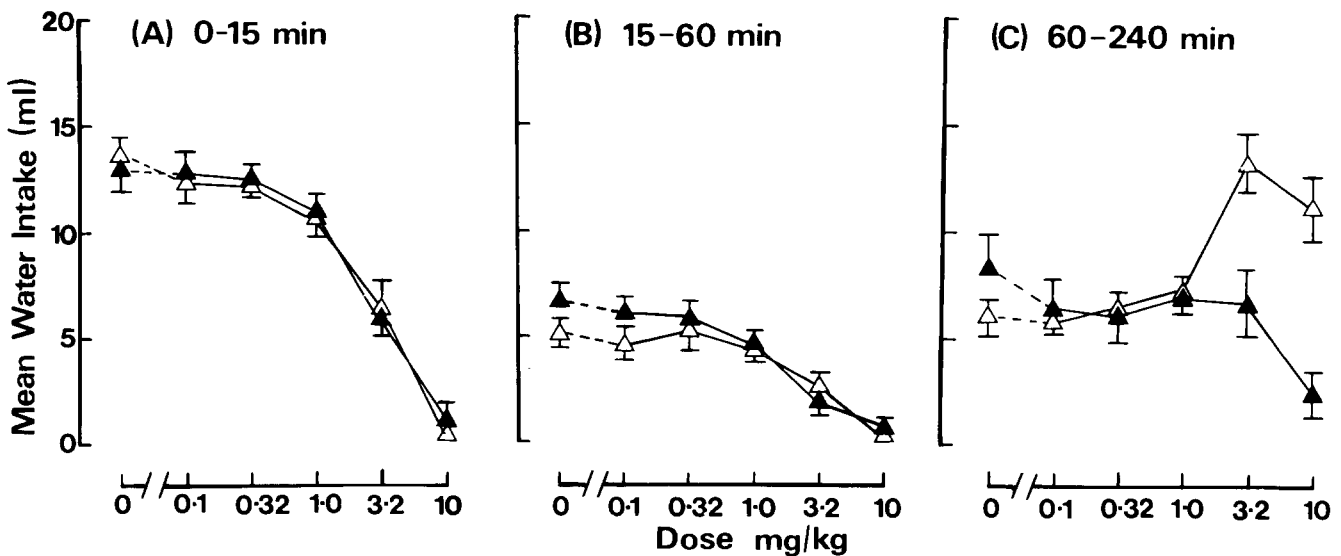 Mean Water Intake (ml)
20
15
10
5
0
(A) 0-15 min
(B) 15-60 min
(C) 60-240 min
0 0·1 0·32 1·0 3·2 10
0 0·1 0·32 1·0 3·2 10
0 0·1 0·32 1·0 3·2 10
Dose mg/kg